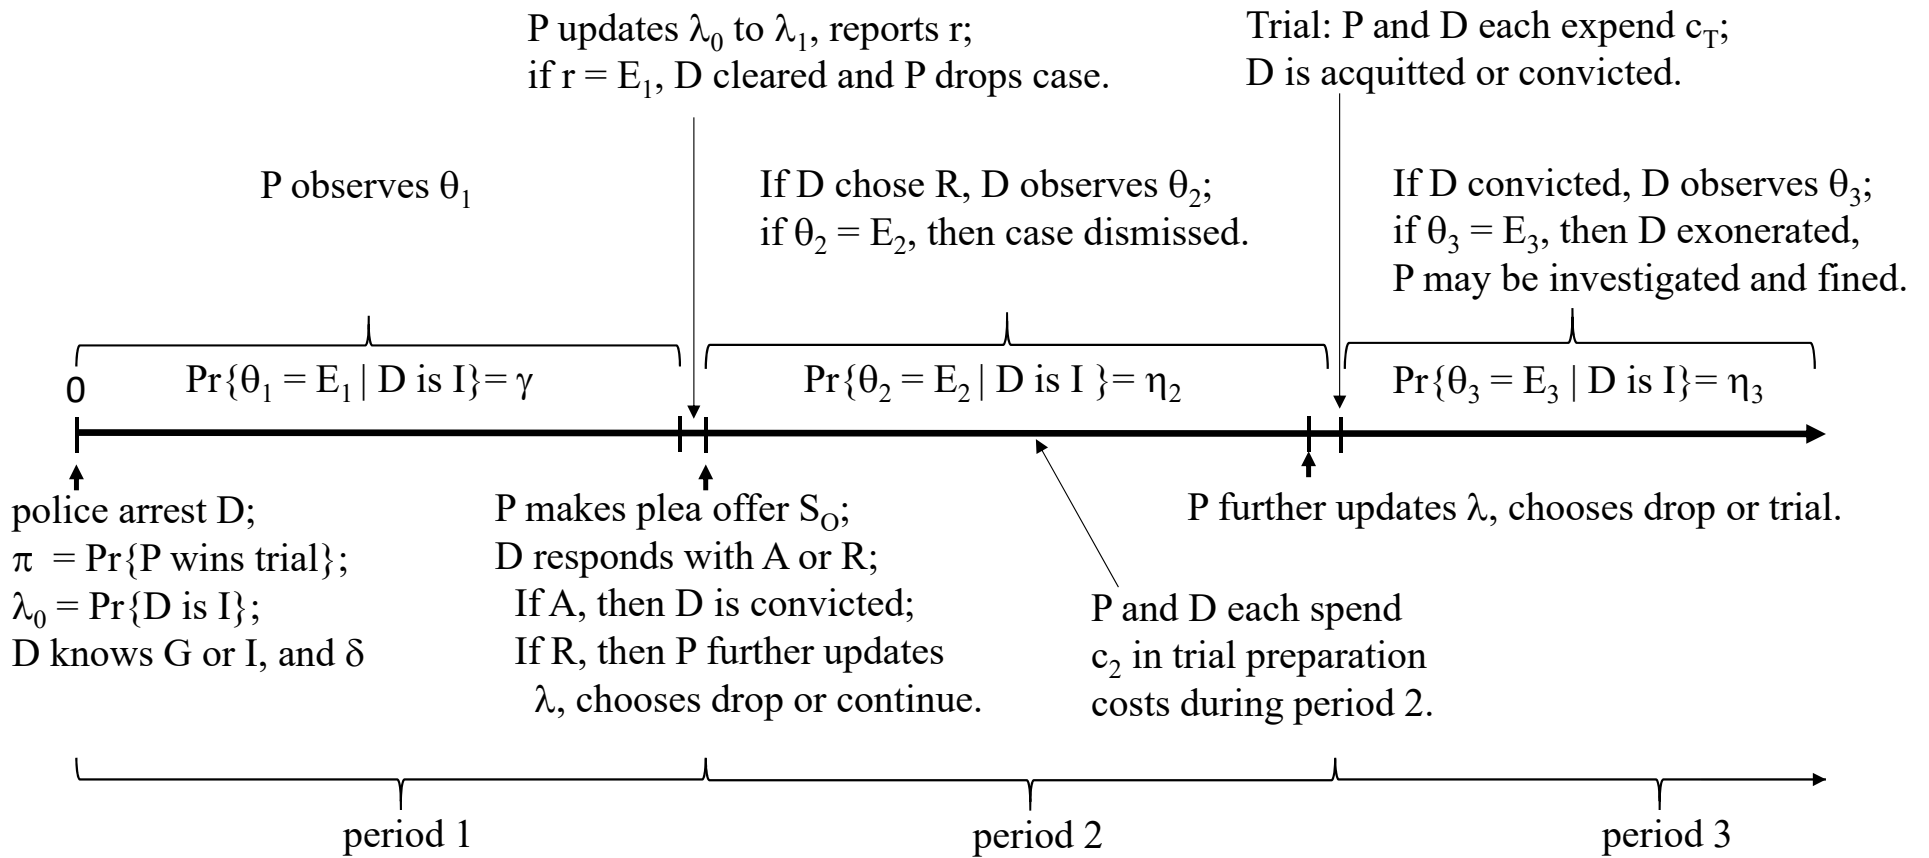 P updates λ₀ to λ₁, reports r;
if r = E₁, D cleared and P drops case.
Trial: P and D each expend c_T;
D is acquitted or convicted.
P observes θ₁
If D chose R, D observes θ₂;
if θ₂ = E₂, then case dismissed.
If D convicted, D observes θ₃;
if θ₃ = E₃, then D exonerated,
P may be investigated and fined.
0
Pr{θ₁ = E₁ | D is I}= γ
Pr{θ₂ = E₂ | D is I }= η₂
Pr{θ₃ = E₃ | D is I}= η₃
police arrest D;
π = Pr{P wins trial};
λ₀ = Pr{D is I};
D knows G or I, and δ
P makes plea offer S_O;
D responds with A or R;
If A, then D is convicted;
If R, then P further updates
λ, chooses drop or continue.
P further updates λ, chooses drop or trial.
P and D each spend
c₂ in trial preparation
costs during period 2.
period 1
period 2
period 3